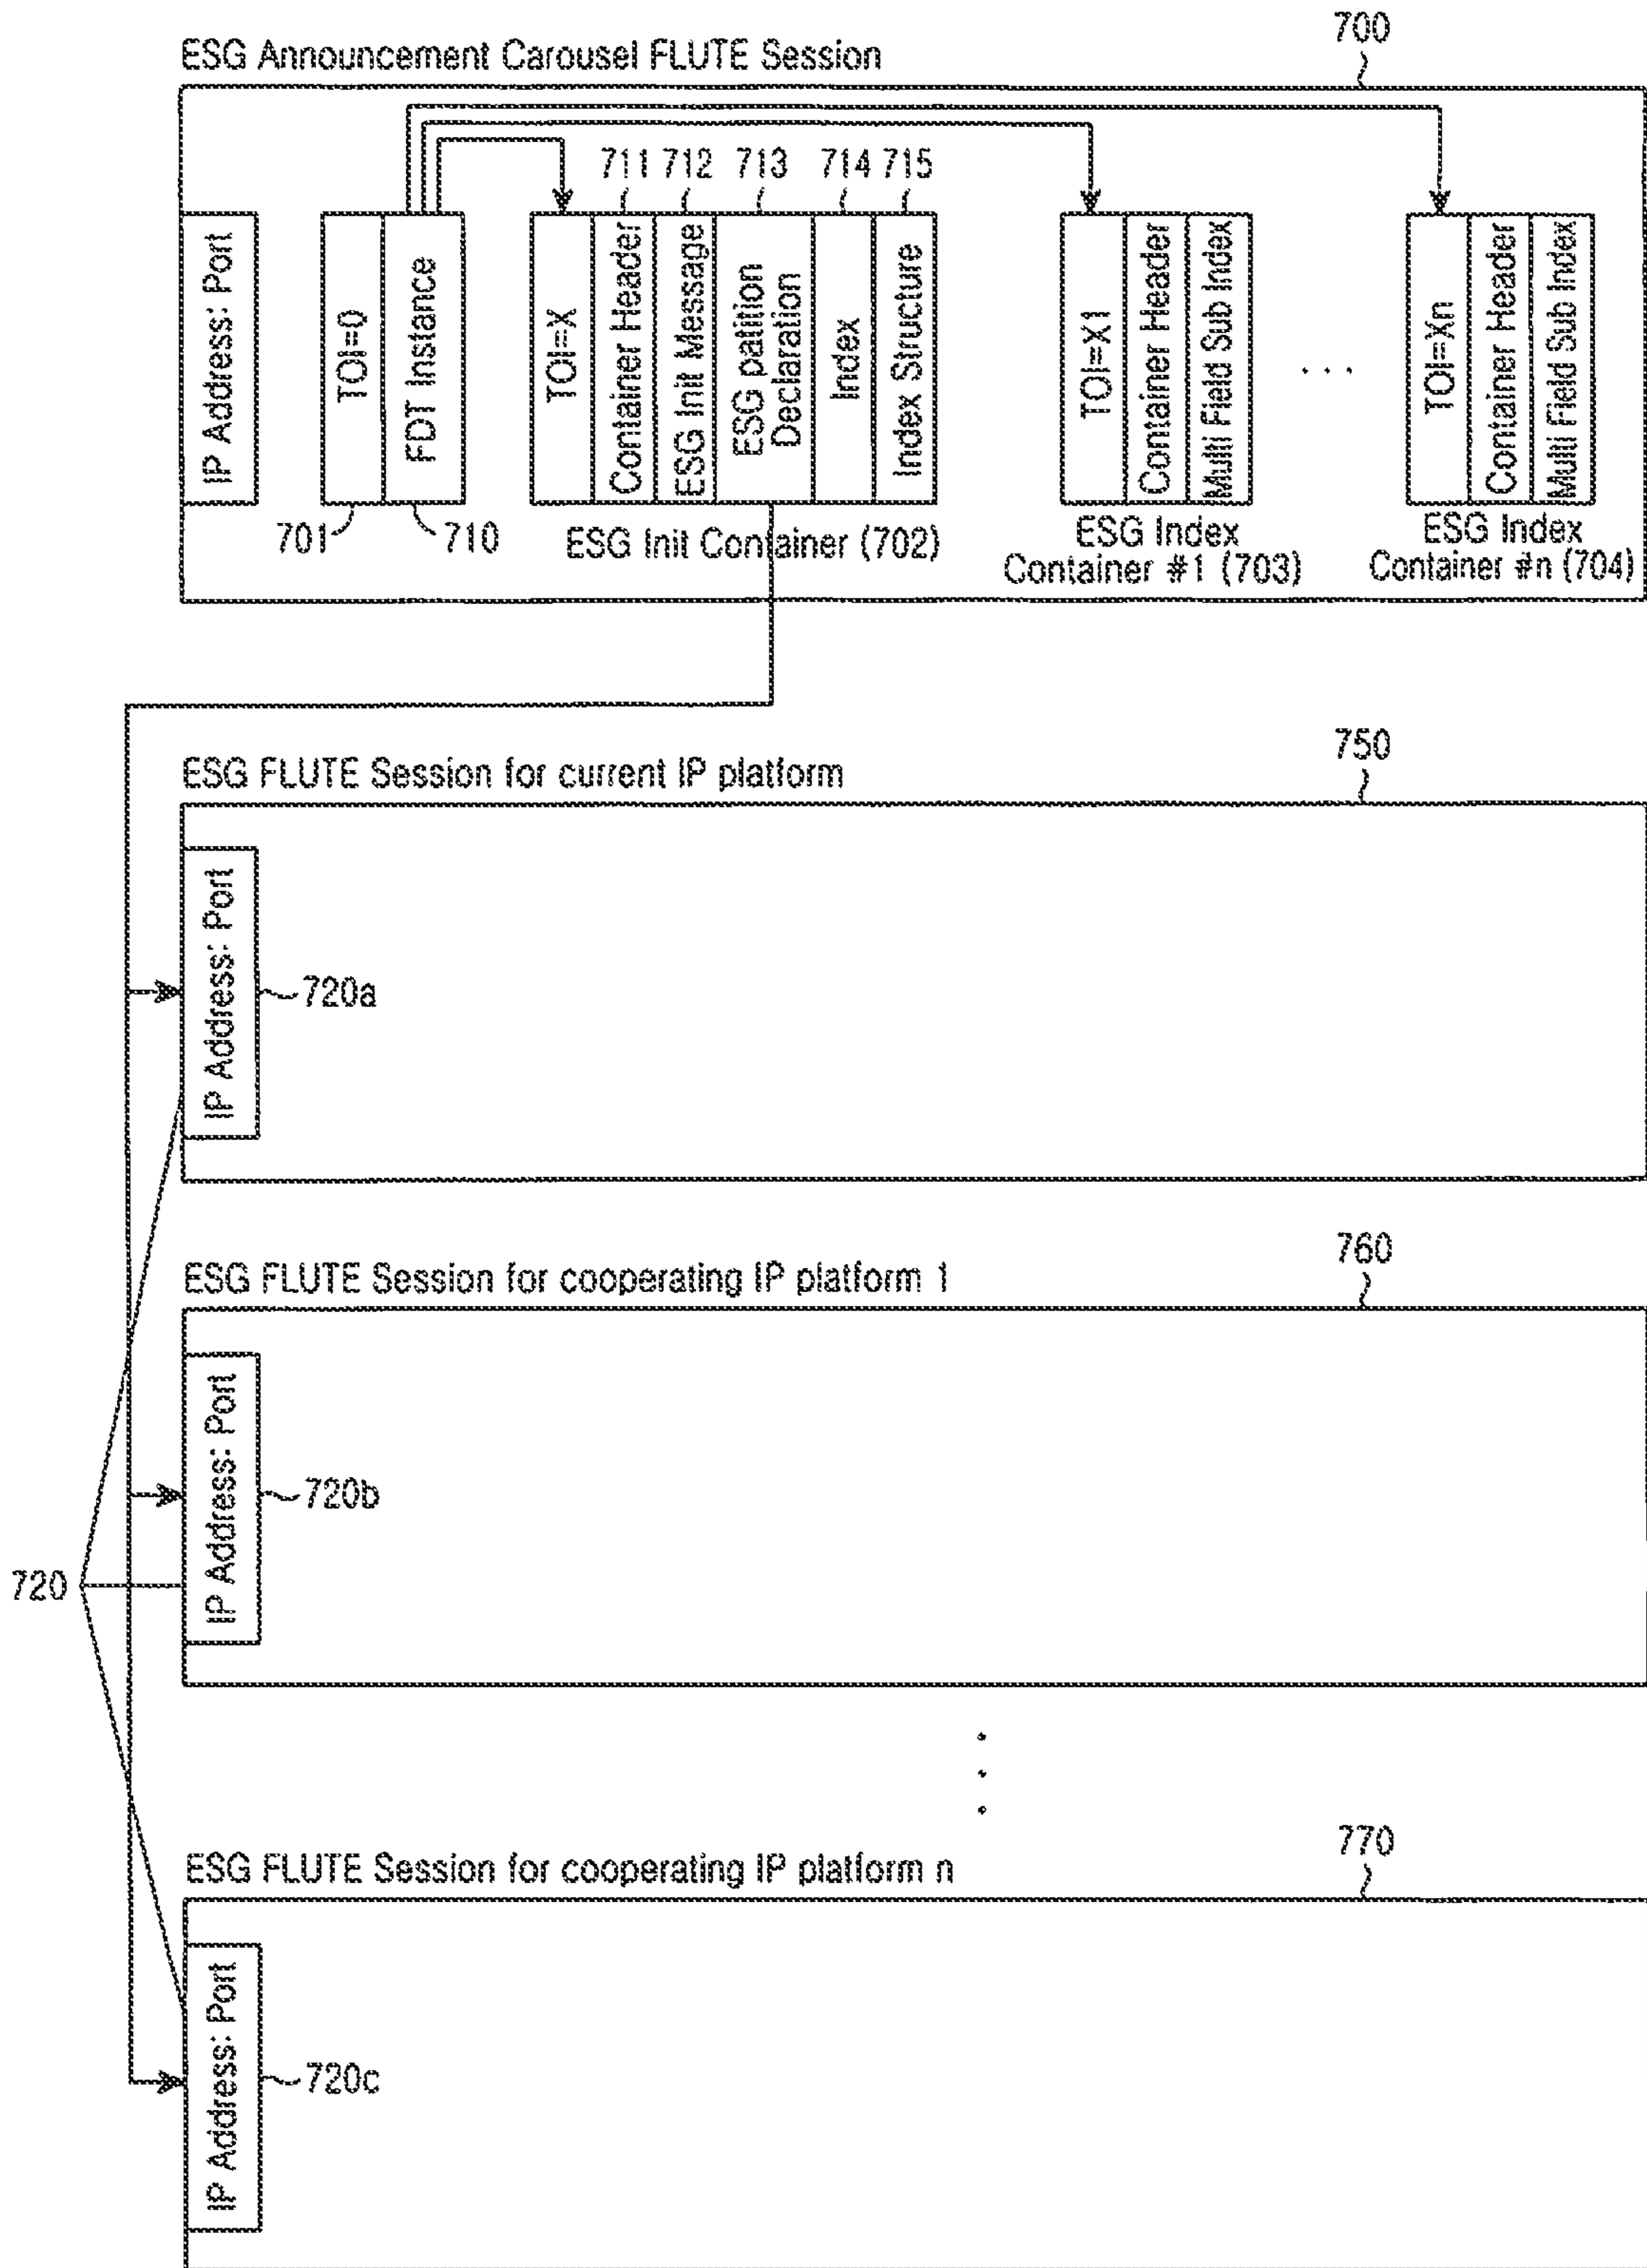 700
ESG Announcement Carousel FLUTE Session
711 712 713 714 715
IP Address: Port
TOI=0
FDT Instance
TOI=X
Container Header
ESG Init Message
ESG patition
Declaration
Index
Index Structure
TOI=X1
Container Header
Multi Field Sub Index
. . .
TOI=Xn
Container Header
Multi Field Sub Index
701
710
ESG Init Container (702)
ESG Index
Container #1 (703)
ESG Index
Container #n (704)
750
ESG FLUTE Session for current IP platform
IP Address: Port
720a
760
ESG FLUTE Session for cooperating IP platform 1
IP Address: Port
720b
720
770
ESG FLUTE Session for cooperating IP platform n
IP Address: Port
720c